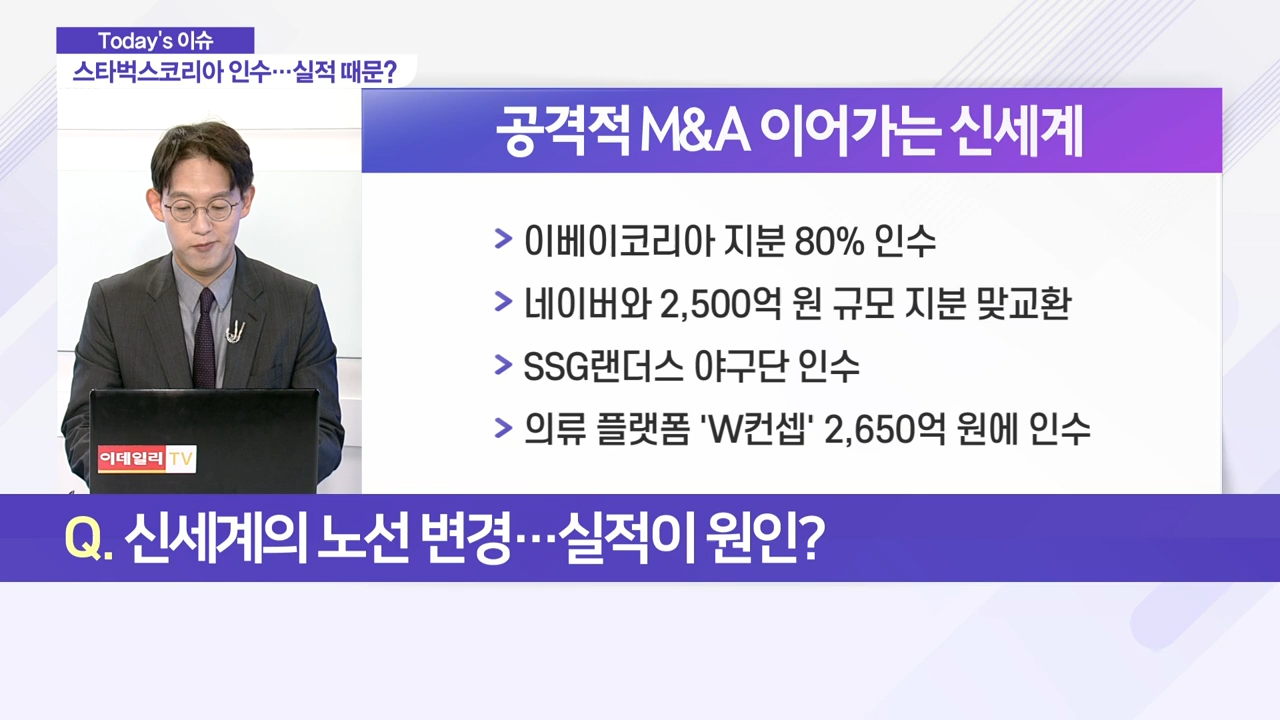 Today's 이슈
스타벅스코리아 인수…실적 때문?
공격적 M&A 이어가는 신세계
> 이베이코리아 지분 80% 인수
> 네이버와 2,500억 원 규모 지분 맞교환
> SSG랜더스 야구단 인수
> 의류 플랫폼 'W컨셉' 2,650억 원에 인수
이데일리 TV
Q. 신세계의 노선 변경…실적이 원인?